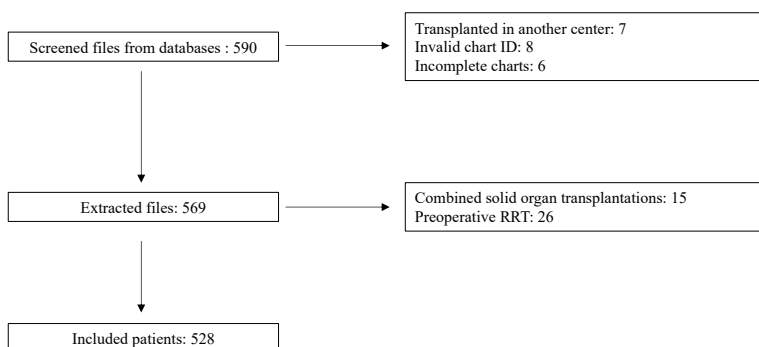 Screened files from databases : 590
Transplanted in another center: 7
Invalid chart ID: 8
Incomplete charts: 6
Extracted files: 569
Combined solid organ transplantations: 15
Preoperative RRT: 26
Included patients: 528